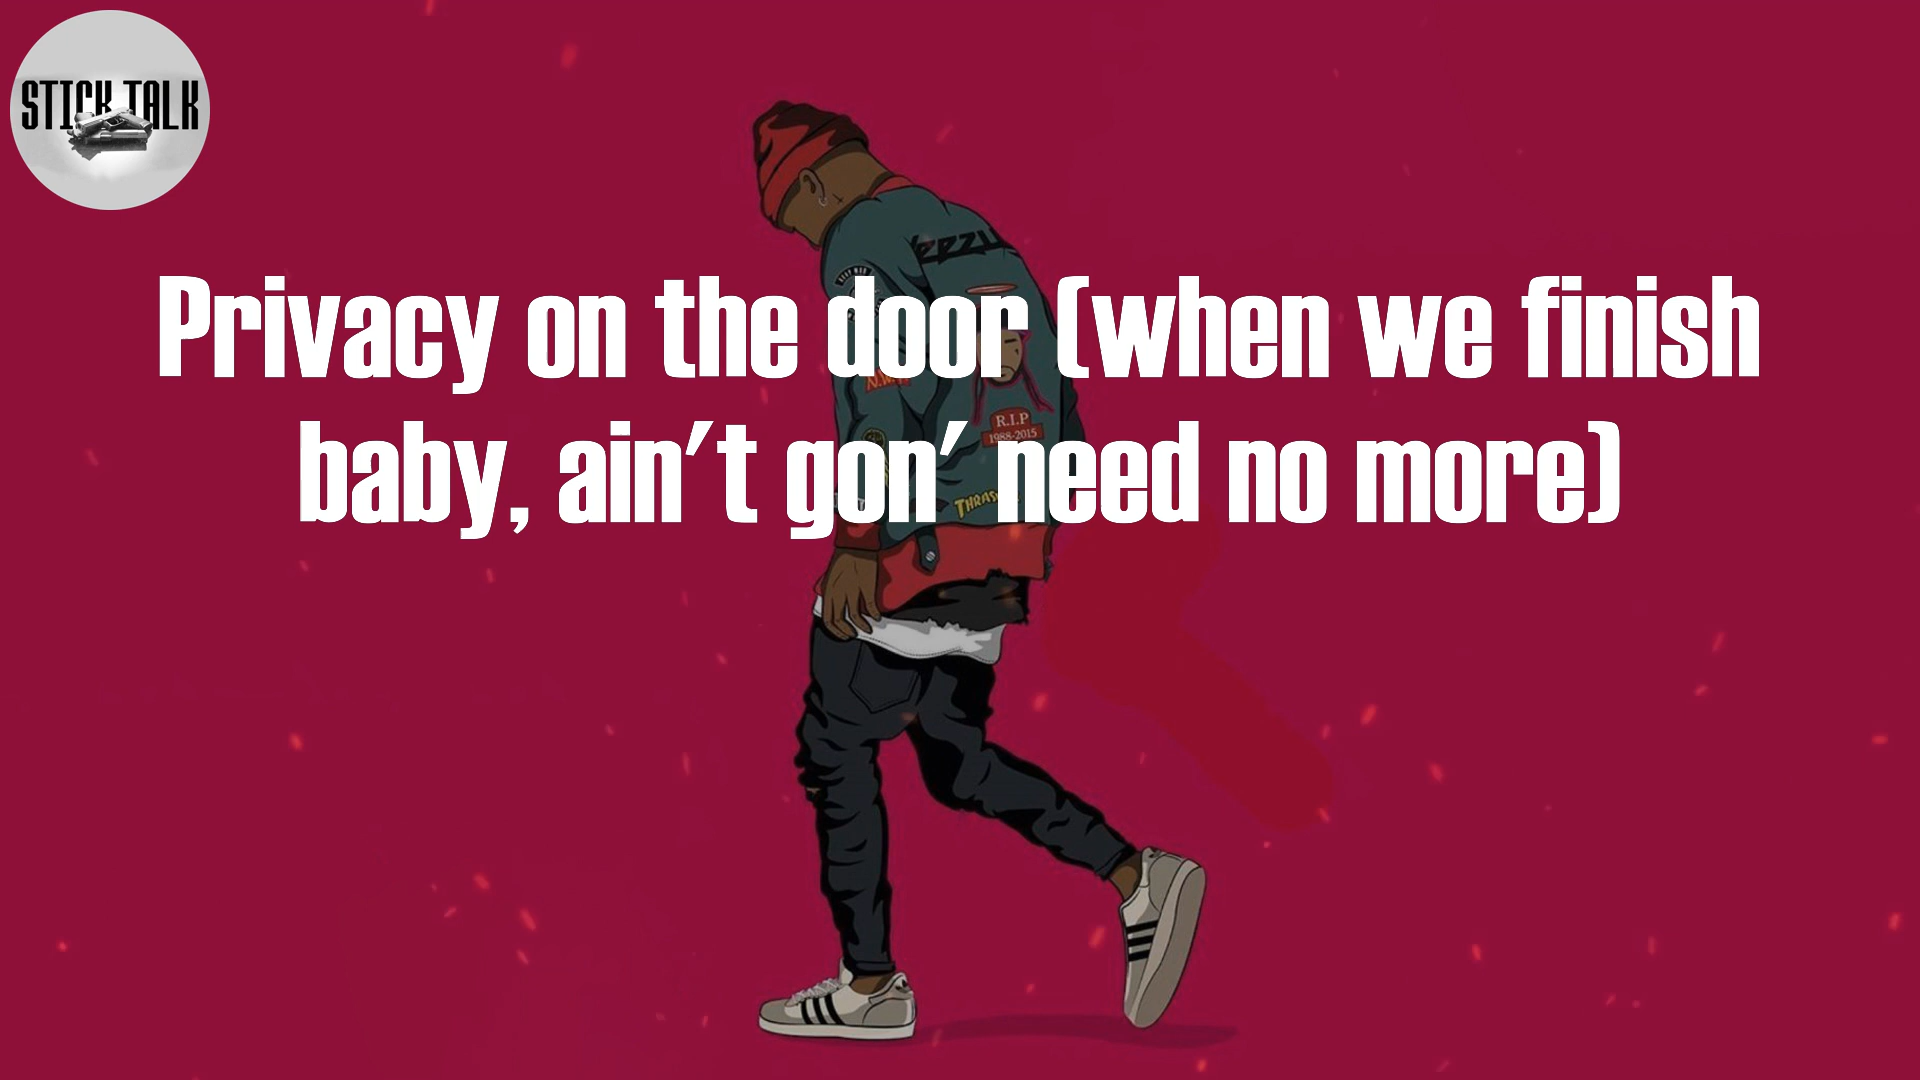 STICK TALK
Privacy on the door (when we finish
baby, ain't gon' need no more)
R.I.P
1988-2015